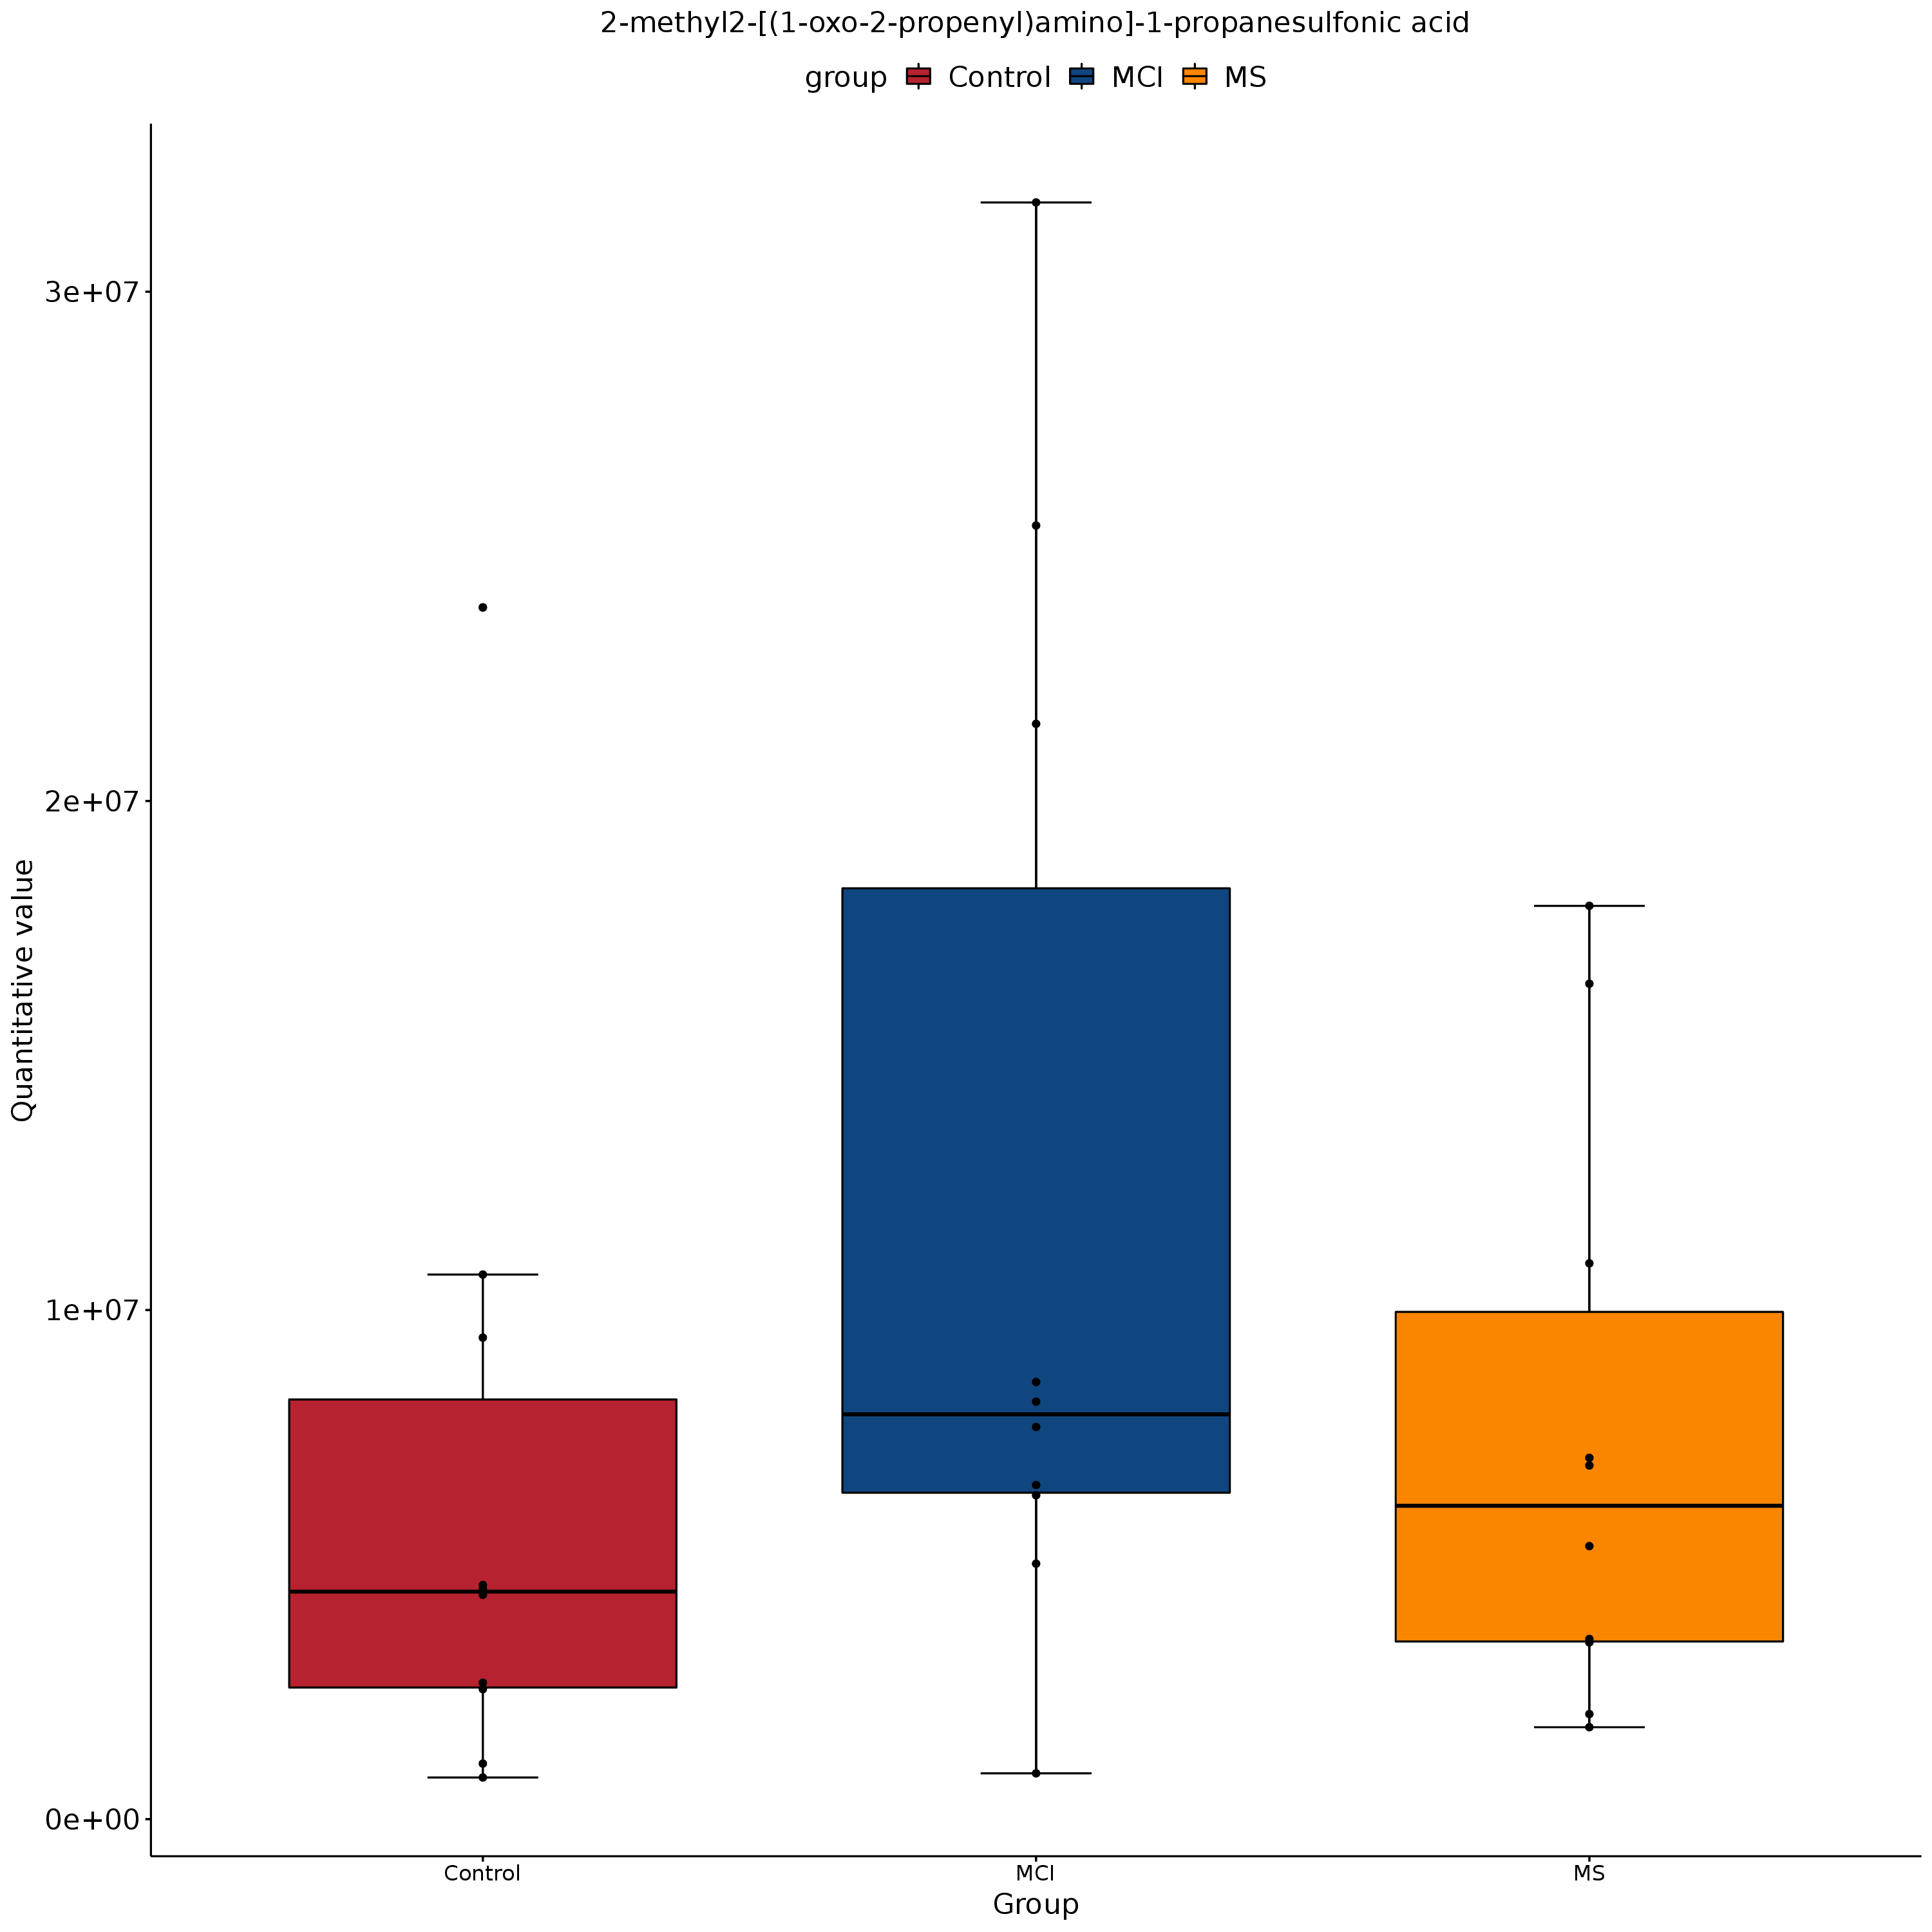 2-methyl2-[(1-oxo-2-propenyl)amino]-1-propanesulfonic acid
group Control MCI MS
3e+07
2e+07
1e+07
0e+00
Quantitative value
Control MCI MS
Group